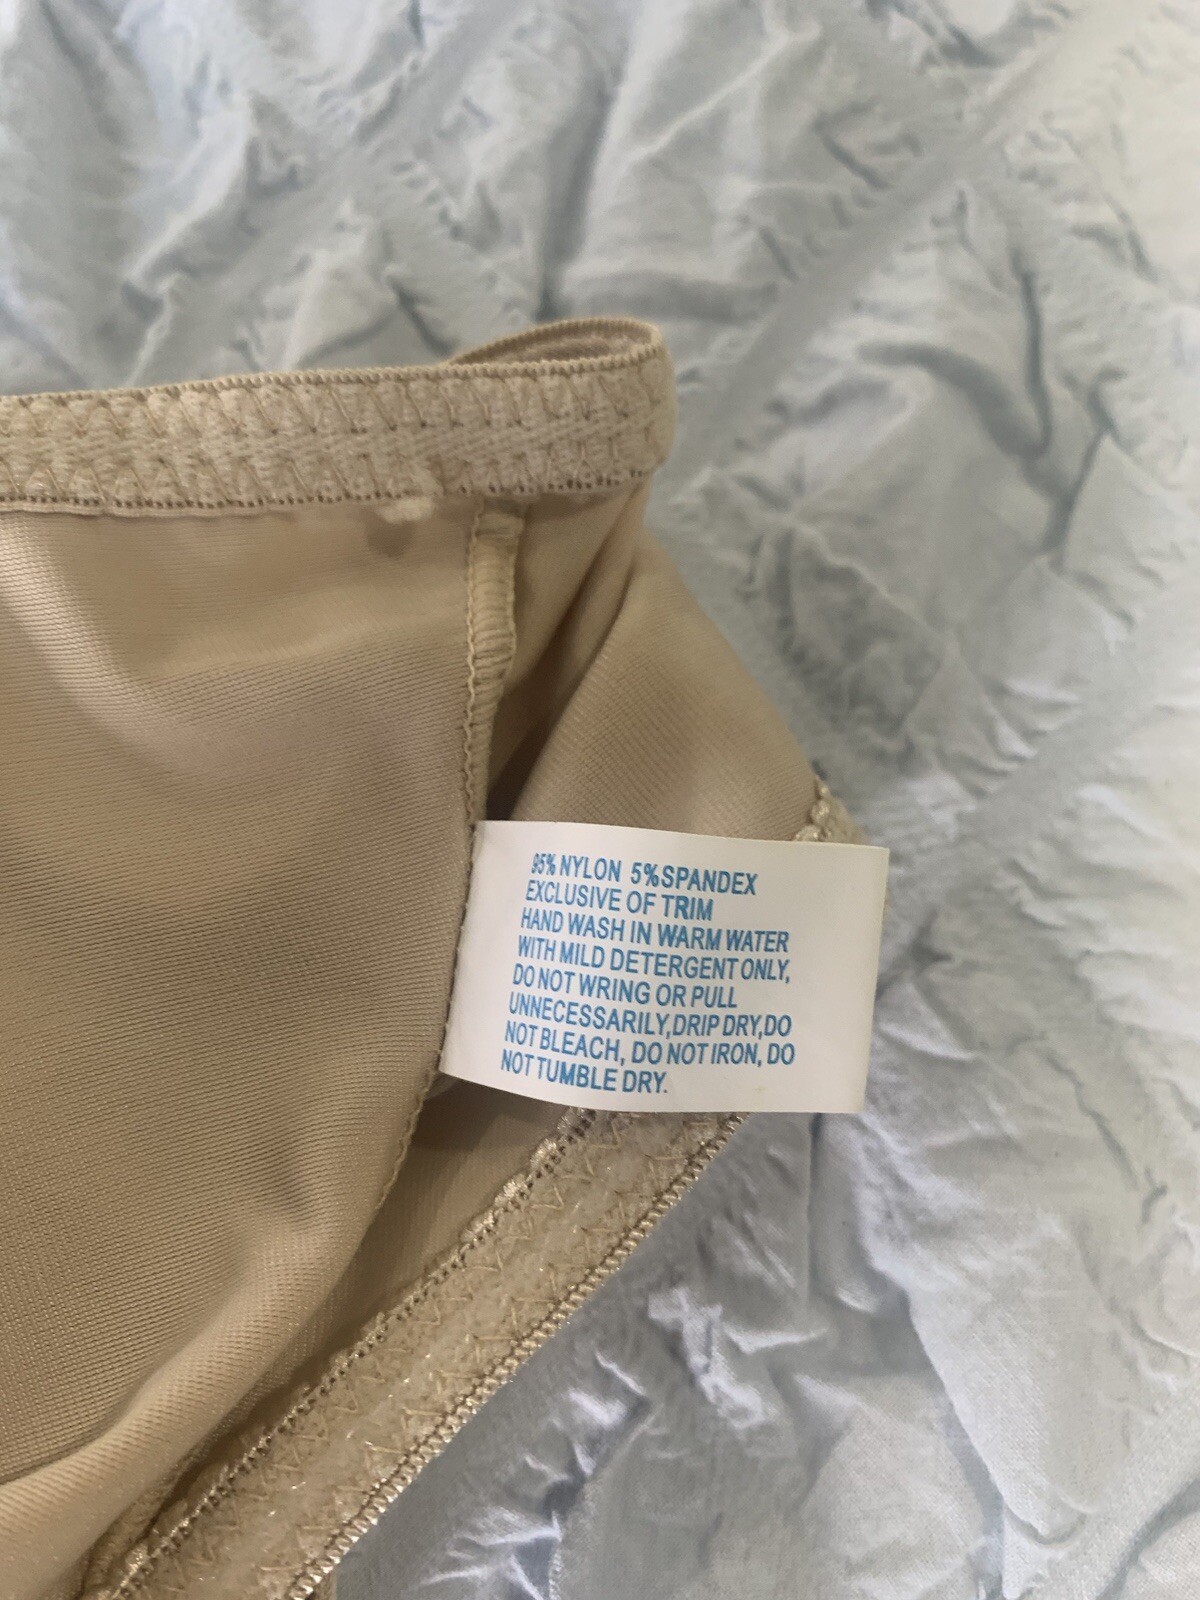 95% NYLON 5%SPANDEX
EXCLUSIVE OF TRIM
HAND WASH IN WARM WATER
WITH MILD DETERGENT ONLY,
DO NOT WRING OR PULL
UNNECESSARILY,DRIP DRY,DO
NOT BLEACH, DO NOT IRON, DO
NOT TUMBLE DRY.